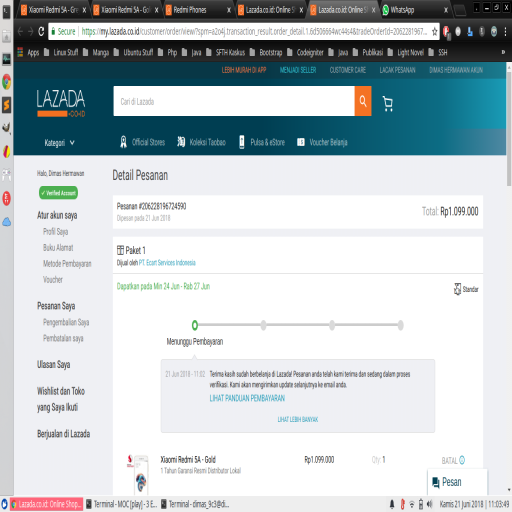 Xiaomi Redmi 5A - Gol
Xiaomi Redmi 5A - Gol
Redmi Phones
Lazada.co.id: Online S
Lazada.co.id: Online S
WhatsApp
Secure
https://my.lazada.co.id/customer/order/view?spm=a2o4j.transaction_result.order_detail.1.6d506664wc44s4&tradeOrderId=2062281967...
Apps
Linux Stuff
Manga
Ubuntu Stuff
Php
Java
SFTH Kaskus
Bootstrap
Codeigniter
Java
Publikasi
Light Novel
SSH
LEBIH MURAH DI APP
MENJADI SELLER
CUSTOMER CARE
LACAK PESANAN
DIMAS HERMAWAN AKUN
LAZADA
.CO.ID
Cari di Lazada
Kategori
Official Stores
Koleksi Taobao
Pulsa & eStore
Voucher Belanja
Halo, Dimas Hermawan
Verified Account
Atur akun saya
Profil Saya
Buku Alamat
Metode Pembayaran
Voucher
Pesanan Saya
Pengembalian Saya
Pembatalan saya
Ulasan Saya
Wishlist dan Toko
yang Saya Ikuti
Berjualan di Lazada
Detail Pesanan
Pesanan #206228196724590
Dipesan pada 21 Jun 2018
Total: Rp1.099.000
Paket 1
Dijual oleh PT. Ecart Services Indonesia
Dapatkan pada Min 24 Jun - Rab 27 Jun
Standar
Menunggu Pembayaran
21 Jun 2018 - 11:02
Terima kasih sudah berbelanja di Lazada! Pesanan anda telah kami terima dan sedang dalam proses
verifikasi. Kami akan mengirimkan update selanjutnya ke email anda.
LIHAT PANDUAN PEMBAYARAN
LIHAT LEBIH BANYAK
Xiaomi Redmi 5A - Gold
1 Tahun Garansi Resmi Distributor Lokal
Rp1.099.000
Qty: 1
BATAL
Pesan
Lazada.co.id: Online Shop...
Terminal - MOC [play] - 3 E...
Terminal - dimas_9c3@di...
Kamis 21 Juni 2018 | 11:03:49